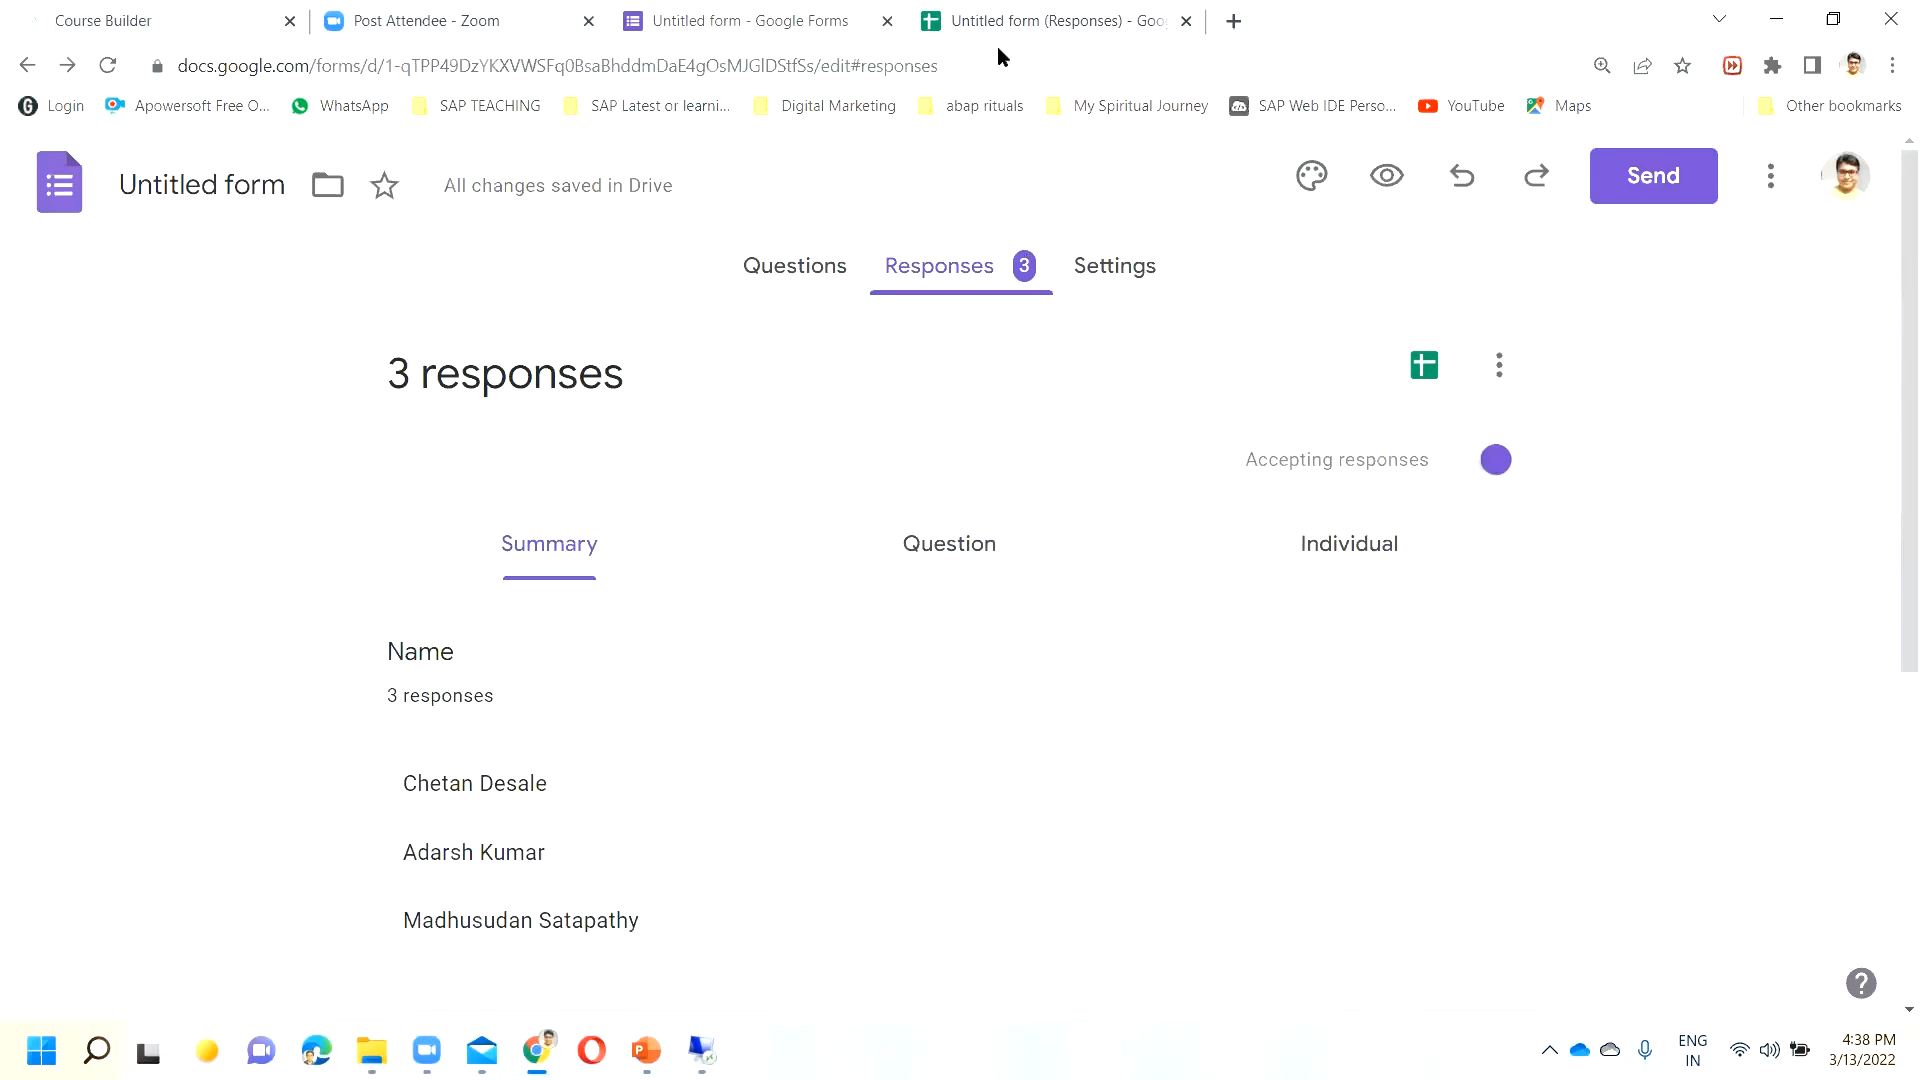 Course Builder
Post Attendee - Zoom
Untitled form - Google Forms
Untitled form (Responses) - Goo
docs.google.com/forms/d/1-qTPP49DzYKXVWSFq0BsaBhddmDaE4gOsMJGlDStfSs/edit#responses
Login
Apowersoft Free O...
WhatsApp
SAP TEACHING
SAP Latest or learni...
Digital Marketing
abap rituals
My Spiritual Journey
SAP Web IDE Perso...
YouTube
Maps
Other bookmarks
Untitled form
All changes saved in Drive
Send
Questions
Responses 3
Settings
3 responses
Accepting responses
Summary
Question
Individual
Name
3 responses
Chetan Desale
Adarsh Kumar
Madhusudan Satapathy
ENG
IN
4:38 PM
3/13/2022